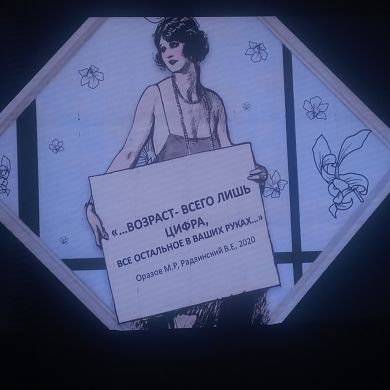 «...ВОЗРАСТ- ВСЕГО ЛИШЬ
ЦИФРА,
ВСЕ ОСТАЛЬНОЕ В ВАШИХ РУКАХ...»
Оразов М.Р, Радзинский В.Е, 2020